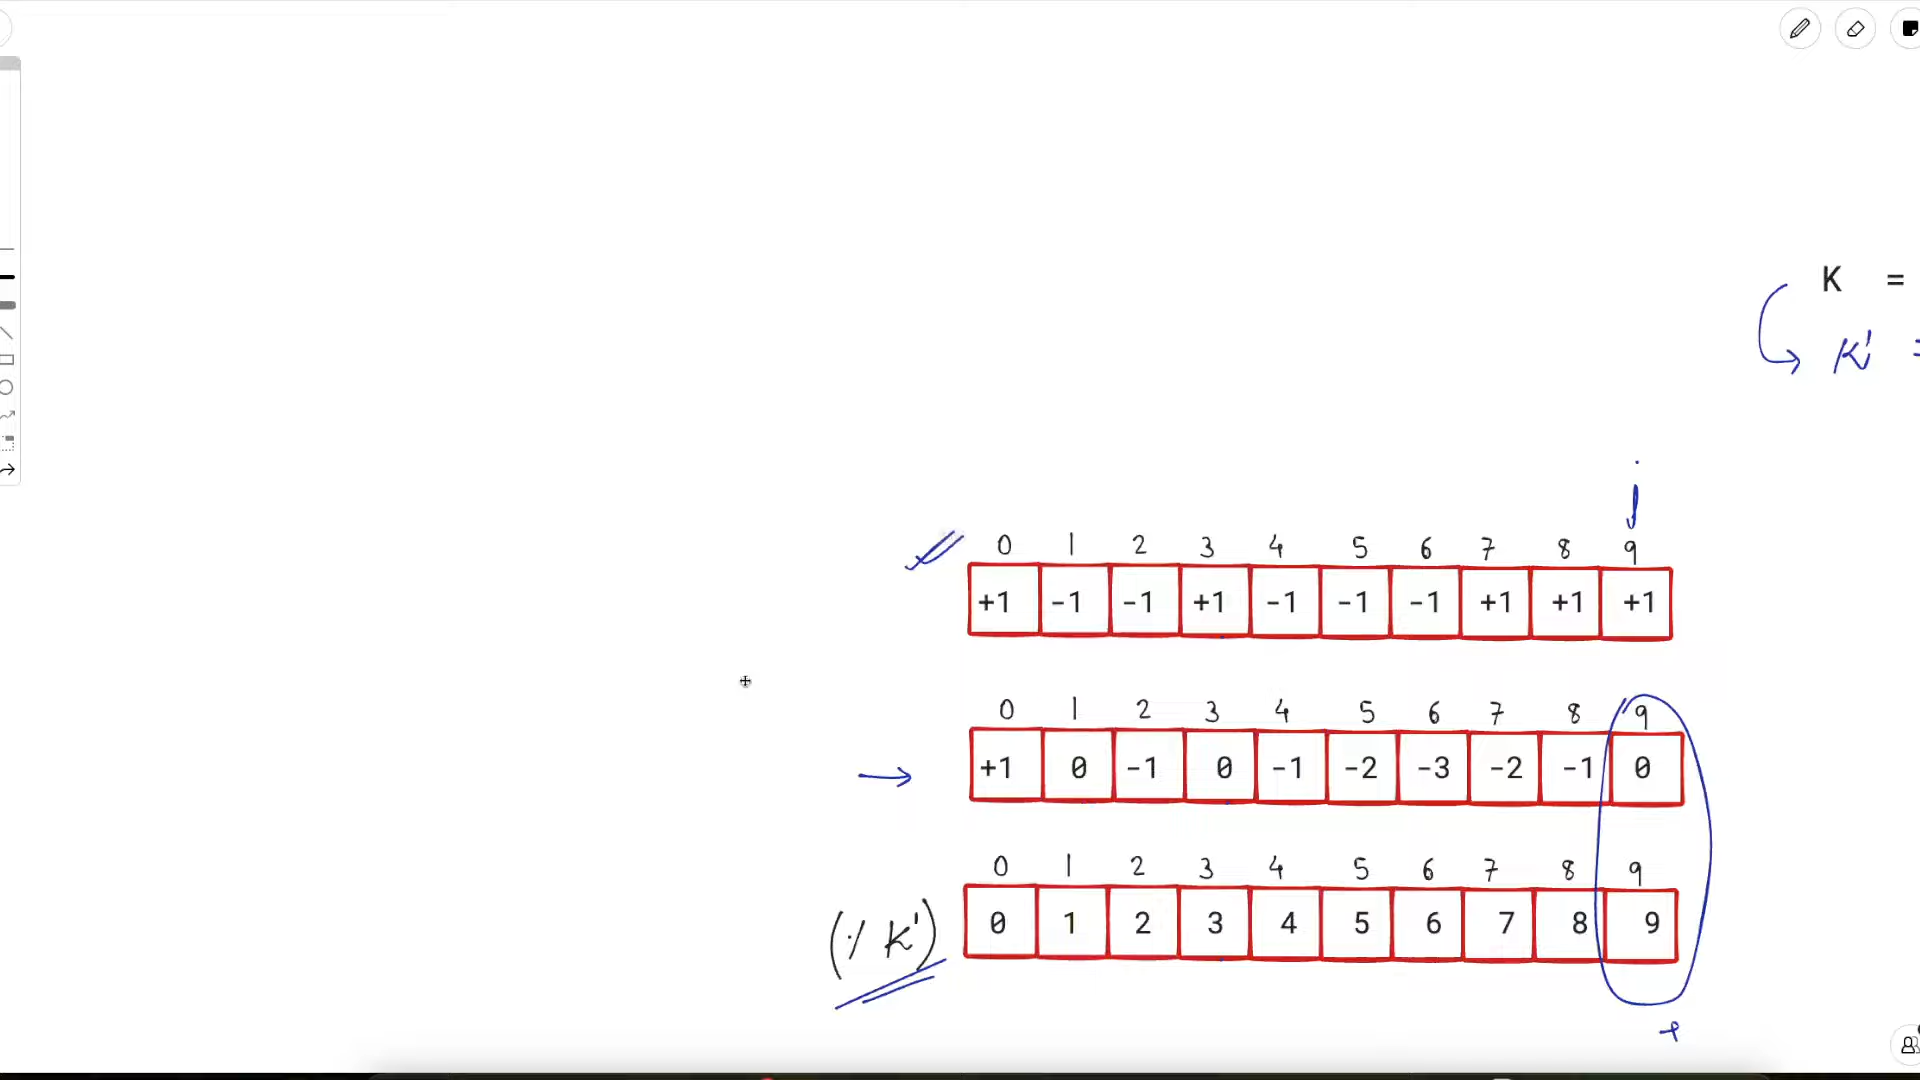 K =
K' =
j
0 1 2 3 4 5 6 7 8 9
+1 -1 -1 +1 -1 -1 -1 +1 +1 +1
0 1 2 3 4 5 6 7 8 9
+1 0 -1 0 -1 -2 -3 -2 -1 0
0 1 2 3 4 5 6 7 8 9
(% K') 0 1 2 3 4 5 6 7 8 9